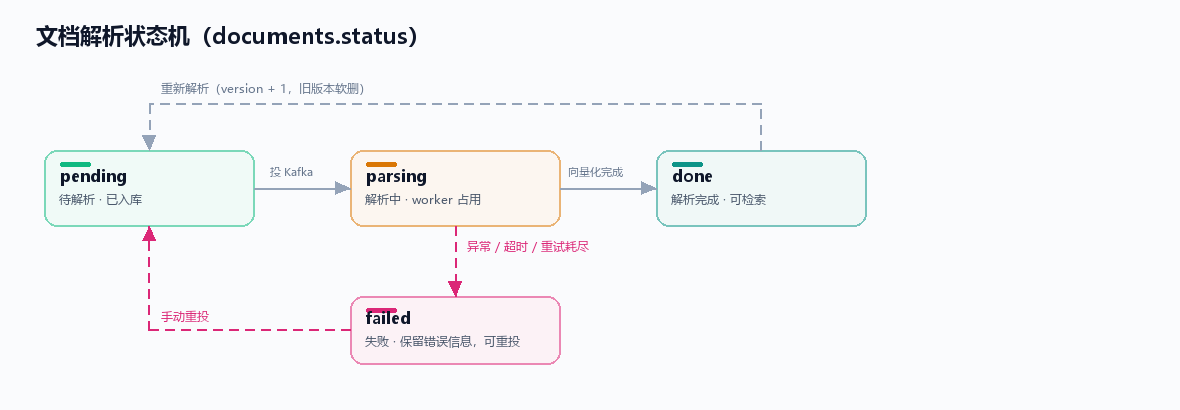 文档解析状态机（documents.status）
重新解析（version + 1，旧版本软删）
pending
待解析 · 已入库
投 Kafka
parsing
解析中 · worker 占用
向量化完成
done
解析完成 · 可检索
异常 / 超时 / 重试耗尽
手动重投
failed
失败 · 保留错误信息，可重投